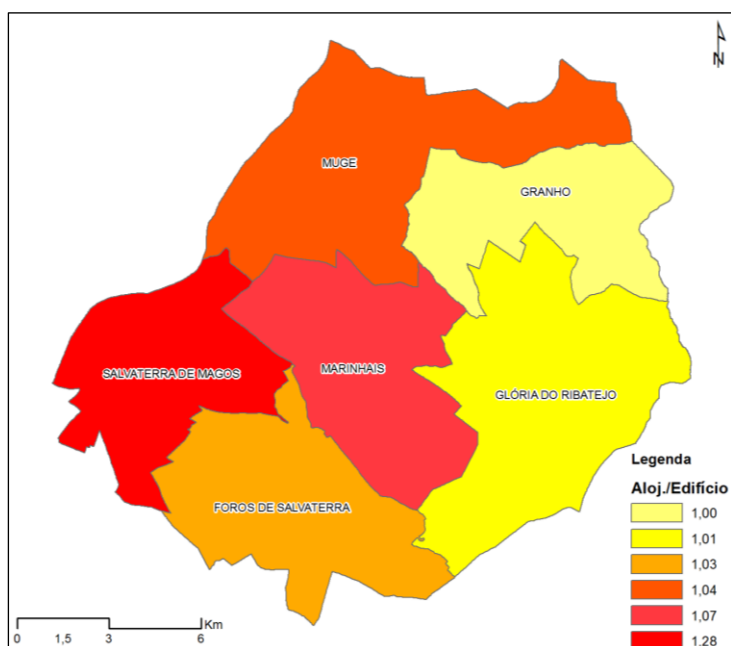 N
MUGE
GRANHO
SALVATERRA DE MAGOS
MARINHAIS
GLÓRIA DO RIBATEJO
FOROS DE SALVATERRA
Legenda
Aloj./Edifício
1,00
1,01
1,03
1,04
1,07
1,28
Km
0 1,5 3 6